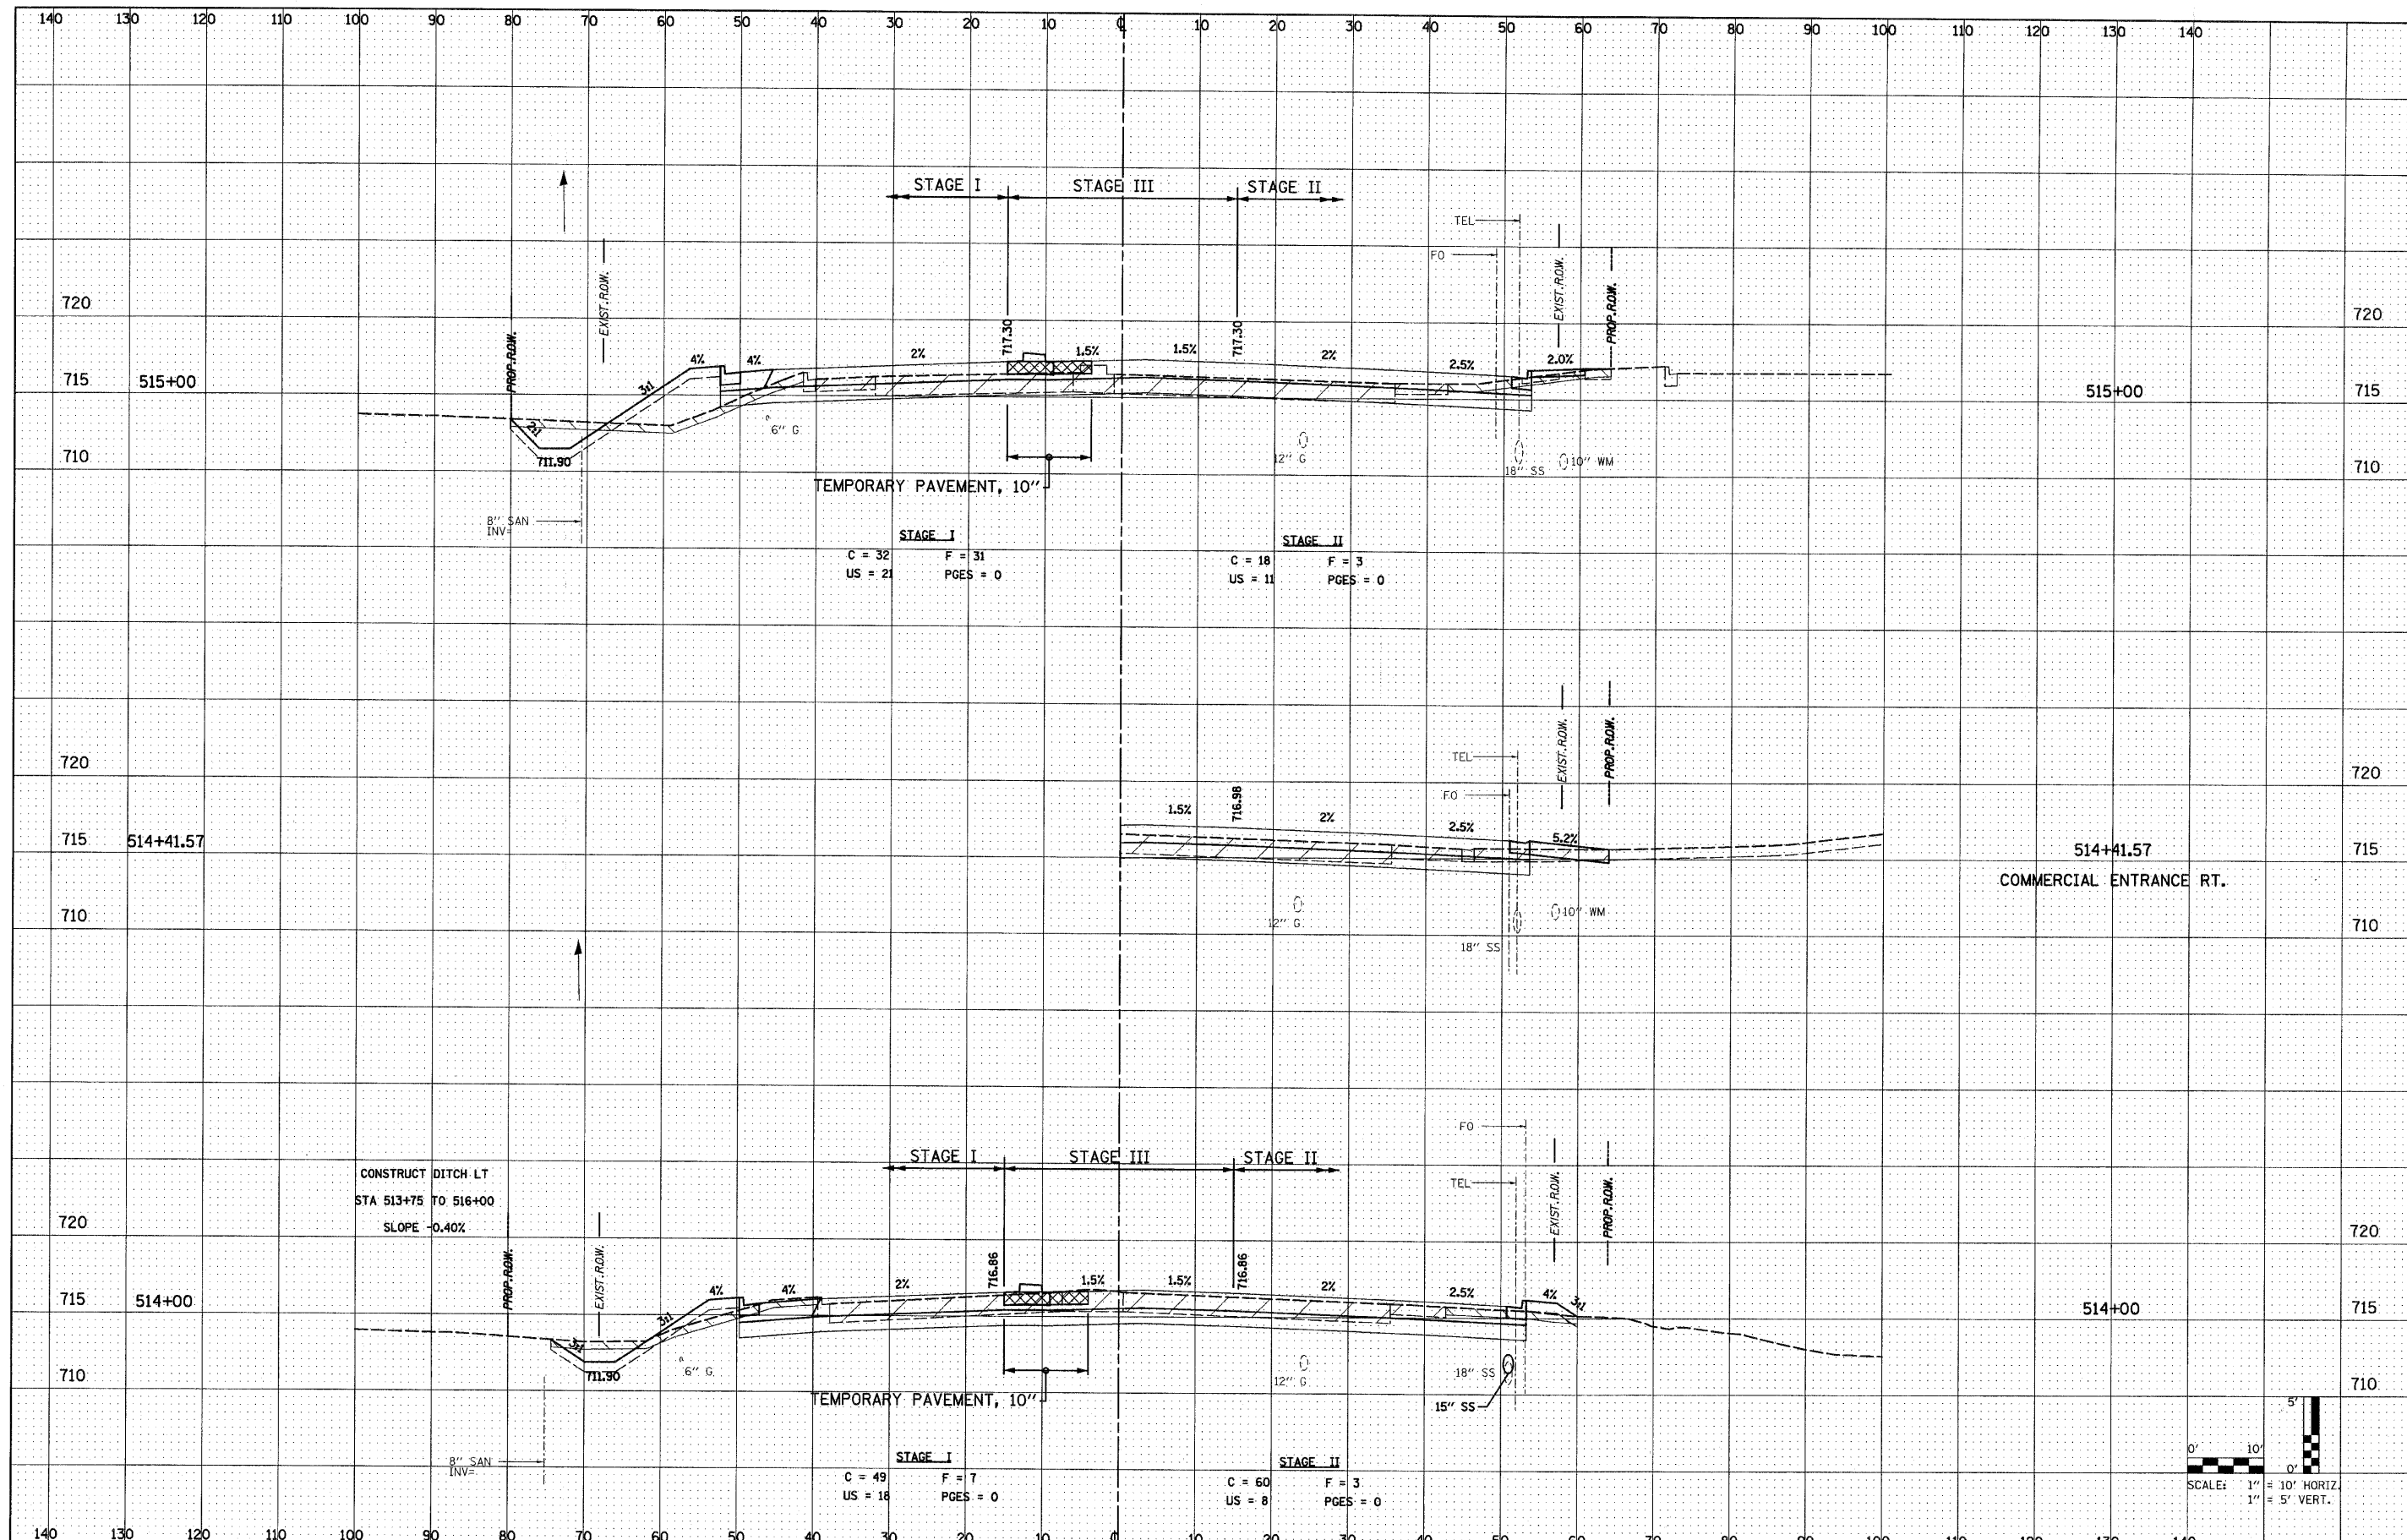 140 130 120 110 100 90 80 70 60 50 40 30 20 10 ℄ 10 20 30 40 50 60 70 80 90 100 110 120 130 140
STAGE I STAGE III STAGE II
TEL
FO
EXIST. R.O.W.
EXIST. R.O.W.
PROP. R.O.W.
PROP. R.O.W.
720 720
717.30 717.30
4% 4% 2% 1.5% 1.5% 2% 2.5% 2.0%
715 515+00 515+00 715
3:1
2:1
6" G
711.90
710 12" G 18" SS 10" WM 710
TEMPORARY PAVEMENT, 10"
8" SAN
INV=
STAGE I
C = 32 F = 31
US = 21 PGES = 0
STAGE II
C = 18 F = 3
US = 11 PGES = 0
EXIST. R.O.W.
PROP. R.O.W.
TEL
720 720
FO
716.98
1.5% 2% 2.5% 5.2%
715 514+41.57 514+41.57 715
COMMERCIAL ENTRANCE RT.
710 12" G 10" WM 710
18" SS
FO
STAGE I STAGE III STAGE II
CONSTRUCT DITCH LT
STA 513+75 TO 516+00
SLOPE -0.40%
TEL
EXIST. R.O.W.
PROP. R.O.W.
720 720
PROP. R.O.W.
EXIST. R.O.W.
716.86 716.86
4% 4% 2% 1.5% 1.5% 2% 2.5% 4%
3:1
715 514+00 514+00 715
3:1
3:1
711.90
6" G
12" G
18" SS
710 710
TEMPORARY PAVEMENT, 10"
15" SS
8" SAN
INV=
STAGE I
C = 49 F = 7
US = 18 PGES = 0
STAGE II
C = 60 F = 3
US = 8 PGES = 0
5'
0' 10'
0'
SCALE: 1" = 10' HORIZ.
1" = 5' VERT.
140 130 120 110 100 90 80 70 60 50 40 30 20 10 ℄ 10 20 30 40 50 60 70 80 90 100 110 120 130 140